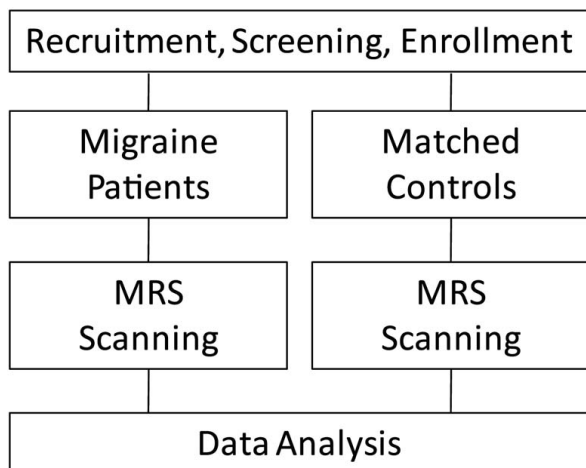 Recruitment, Screening, Enrollment
Migraine
Patients
Matched
Controls
MRS
Scanning
MRS
Scanning
Data Analysis